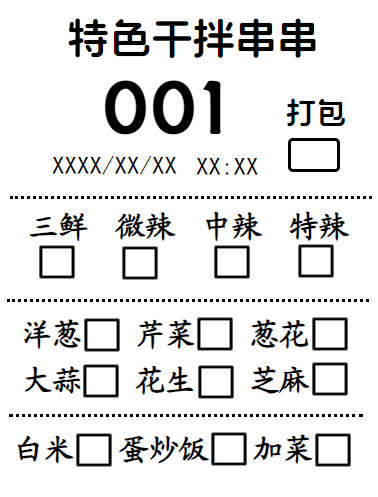 特色干拌串串
001
打包
XXXX/XX/XX XX:XX
三鲜 微辣 中辣 特辣
洋葱 芹菜 葱花
大蒜 花生 芝麻
白米 蛋炒饭 加菜